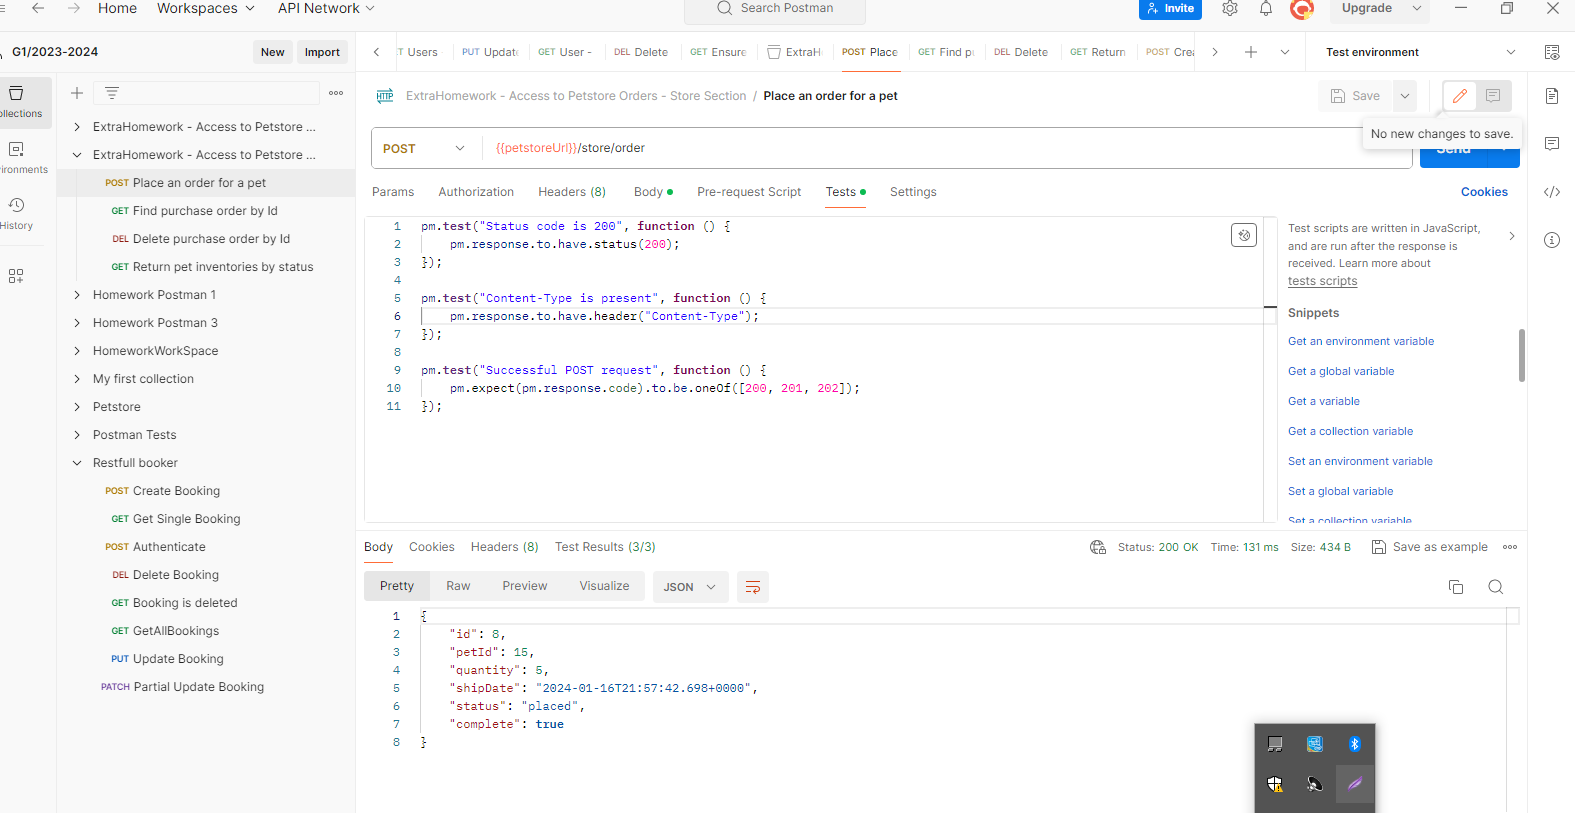 Home Workspaces API Network Search Postman Invite Upgrade
G1/2023-2024 New Import
Users PUT Updat GET User - DEL Delete GET Ensure ExtraH POST Place GET Find p DEL Delete GET Return POST Crea Test environment
ollections
ironments
History
ExtraHomework - Access to Petstore ...
ExtraHomework - Access to Petstore ...
POST Place an order for a pet
GET Find purchase order by Id
DEL Delete purchase order by Id
GET Return pet inventories by status
Homework Postman 1
Homework Postman 3
HomeworkWorkSpace
My first collection
Petstore
Postman Tests
Restfull booker
POST Create Booking
GET Get Single Booking
POST Authenticate
DEL Delete Booking
GET Booking is deleted
GET GetAllBookings
PUT Update Booking
PATCH Partial Update Booking
HTTP ExtraHomework - Access to Petstore Orders - Store Section / Place an order for a pet Save
No new changes to save.
POST {{petstoreUrl}}/store/order Send
Params Authorization Headers (8) Body Pre-request Script Tests Settings Cookies
1 pm.test("Status code is 200", function () {
2 pm.response.to.have.status(200);
3 });
4
5 pm.test("Content-Type is present", function () {
6 pm.response.to.have.header("Content-Type");
7 });
8
9 pm.test("Successful POST request", function () {
10 pm.expect(pm.response.code).to.be.oneOf([200, 201, 202]);
11 });
Test scripts are written in JavaScript,
and are run after the response is
received. Learn more about
tests scripts
Snippets
Get an environment variable
Get a global variable
Get a variable
Get a collection variable
Set an environment variable
Set a global variable
Set a collection variable
Body Cookies Headers (8) Test Results (3/3) Status: 200 OK Time: 131 ms Size: 434 B Save as example
Pretty Raw Preview Visualize JSON
1 {
2 "id": 8,
3 "petId": 15,
4 "quantity": 5,
5 "shipDate": "2024-01-16T21:57:42.698+0000",
6 "status": "placed",
7 "complete": true
8 }